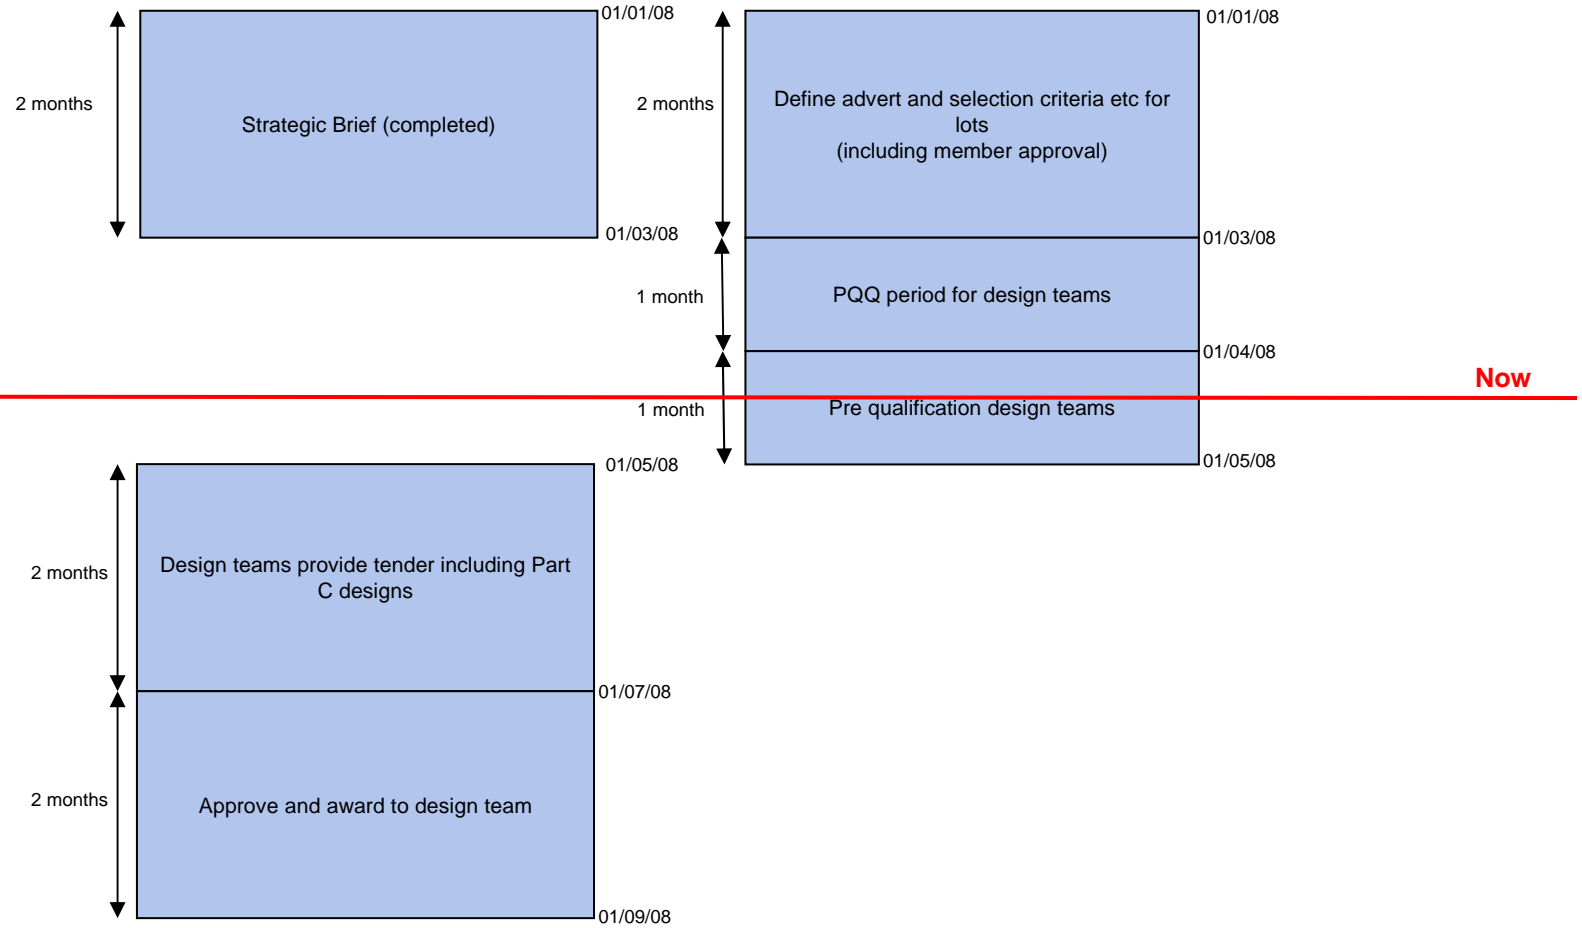 01/01/08
2 months
Strategic Brief (completed)
01/03/08
01/01/08
2 months
Define advert and selection criteria etc for
lots
(including member approval)
01/03/08
1 month
PQQ period for design teams
01/04/08
Now
1 month
Pre qualification design teams
01/05/08
01/05/08
2 months
Design teams provide tender including Part
C designs
01/07/08
2 months
Approve and award to design team
01/09/08